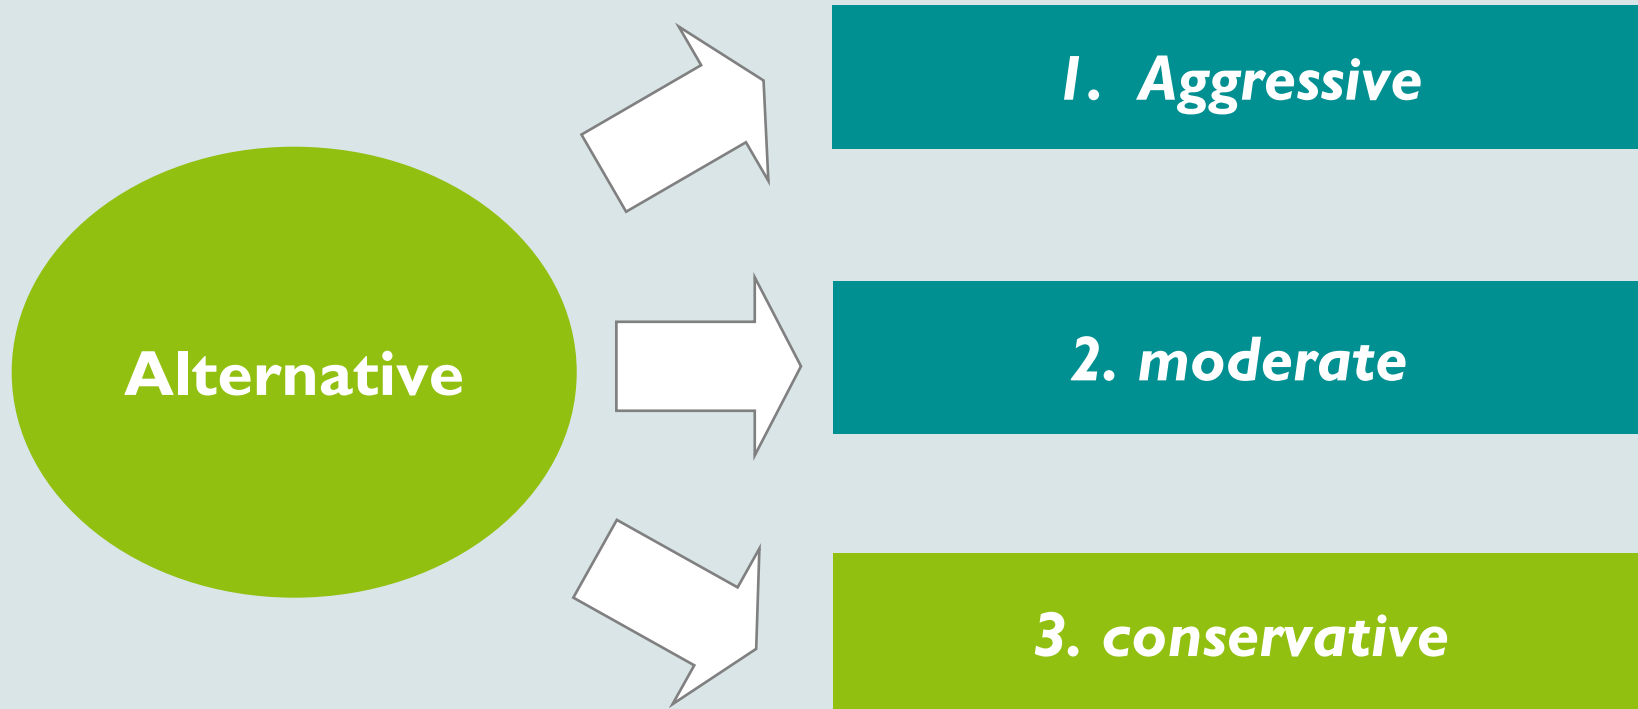 1. Aggressive
Alternative
2. moderate
3. conservative